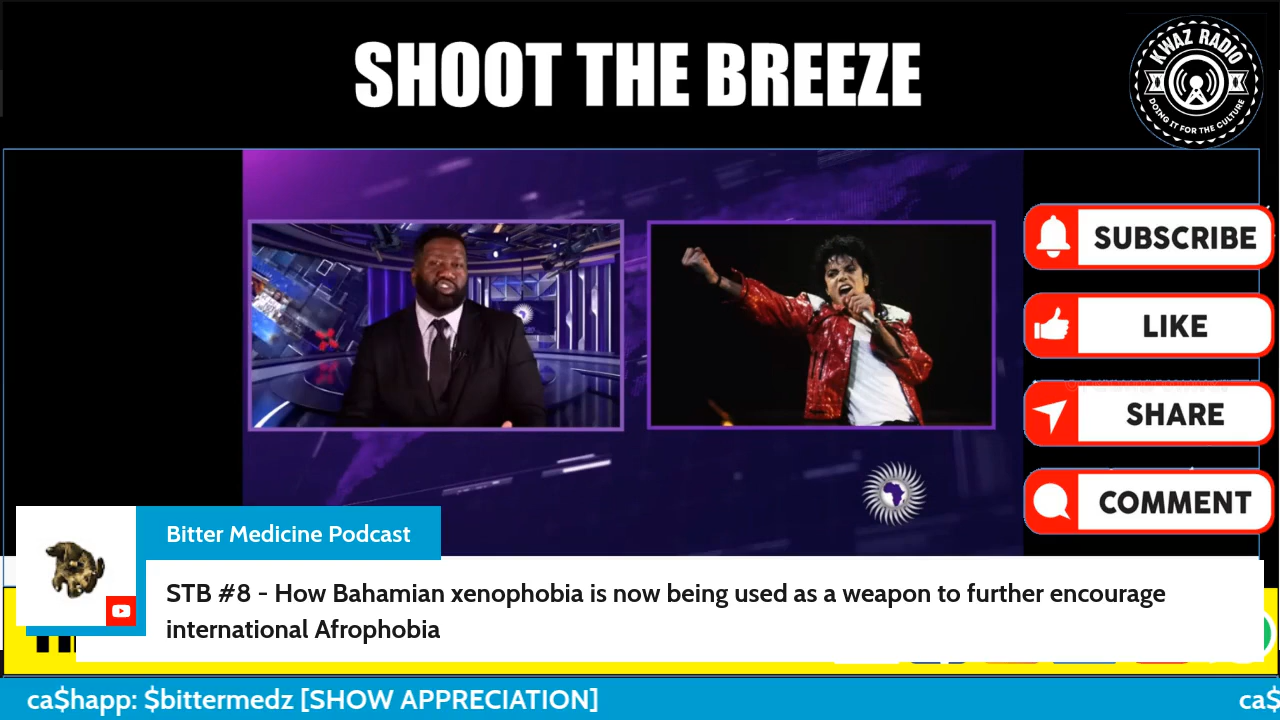 SHOOT THE BREEZE
KWAZ RADIO
DOING IT FOR THE CULTURE
SUBSCRIBE
LIKE
SHARE
COMMENT
Bitter Medicine Podcast
STB #8 - How Bahamian xenophobia is now being used as a weapon to further encourage
international Afrophobia
ca$happ: $bittermedz [SHOW APPRECIATION]
ca$